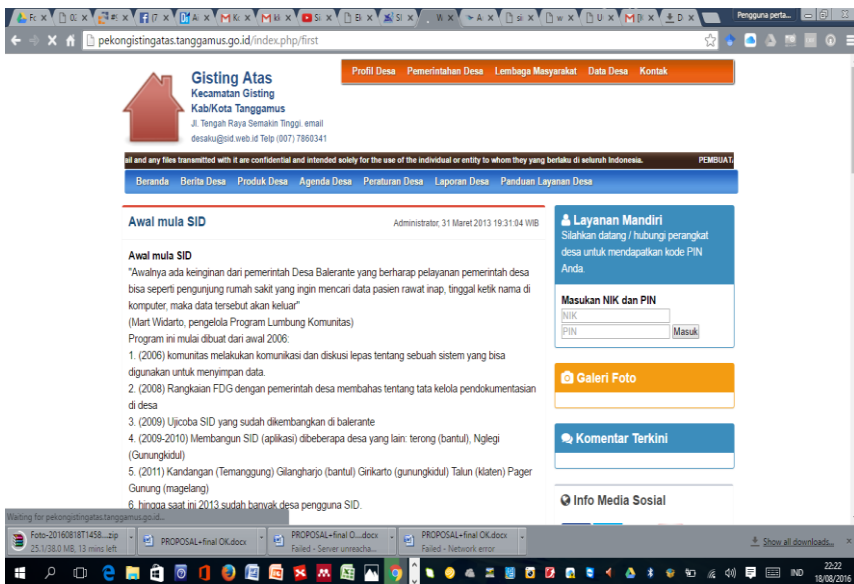 Pengguna perta...
pekongistingatas.tanggamus.go.id/index.php/first
Gisting Atas
Kecamatan Gisting
Kab/Kota Tanggamus
Jl. Tengah Raya Semakin Tinggi. email
desaku@sid.web.id Telp (007) 7860341
Profil Desa Pemerintahan Desa Lembaga Masyarakat Data Desa Kontak
ail and any files transmitted with it are confidential and intended solely for the use of the individual or entity to whom they yang berlaku di seluruh Indonesia. PEMBUATA
Beranda Berita Desa Produk Desa Agenda Desa Peraturan Desa Laporan Desa Panduan Layanan Desa
Awal mula SID
Administrator, 31 Maret 2013 19:31:04 WIB
Awal mula SID
"Awalnya ada keinginan dari pemerintah Desa Balerante yang berharap pelayanan pemerintah desa
bisa seperti pengunjung rumah sakit yang ingin mencari data pasien rawat inap, tinggal ketik nama di
komputer, maka data tersebut akan keluar"
(Mart Widarto, pengelola Program Lumbung Komunitas)
Program ini mulai dibuat dari awal 2006:
1. (2006) komunitas melakukan komunikasi dan diskusi lepas tentang sebuah sistem yang bisa
digunakan untuk menyimpan data.
2. (2008) Rangkaian FDG dengan pemerintah desa membahas tentang tata kelola pendokumentasian
di desa
3. (2009) Ujicoba SID yang sudah dikembangkan di balerante
4. (2009-2010) Membangun SID (aplikasi) dibeberapa desa yang lain: terong (bantul), Nglegi
(Gunungkidul)
5. (2011) Kandangan (Temanggung) Gilangharjo (bantul) Girikarto (gunungkidul) Talun (klaten) Pager
Gunung (magelang)
6. hingga saat ini 2013 sudah banyak desa pengguna SID.
Layanan Mandiri
Silahkan datang / hubungi perangkat
desa untuk mendapatkan kode PIN
Anda.
Masukan NIK dan PIN
NIK
PIN
Masuk
Galeri Foto
Komentar Terkini
Info Media Sosial
Waiting for pekongistingatas.tanggamus.go.id...
Foto-20160818T1458...zip
25.1/38.0 MB, 13 mins left
PROPOSAL+final OK.docx
PROPOSAL+final O....docx
Failed - Server unreacha...
PROPOSAL+final OK.docx
Failed - Network error
Show all downloads...
IND
22:22
18/08/2016